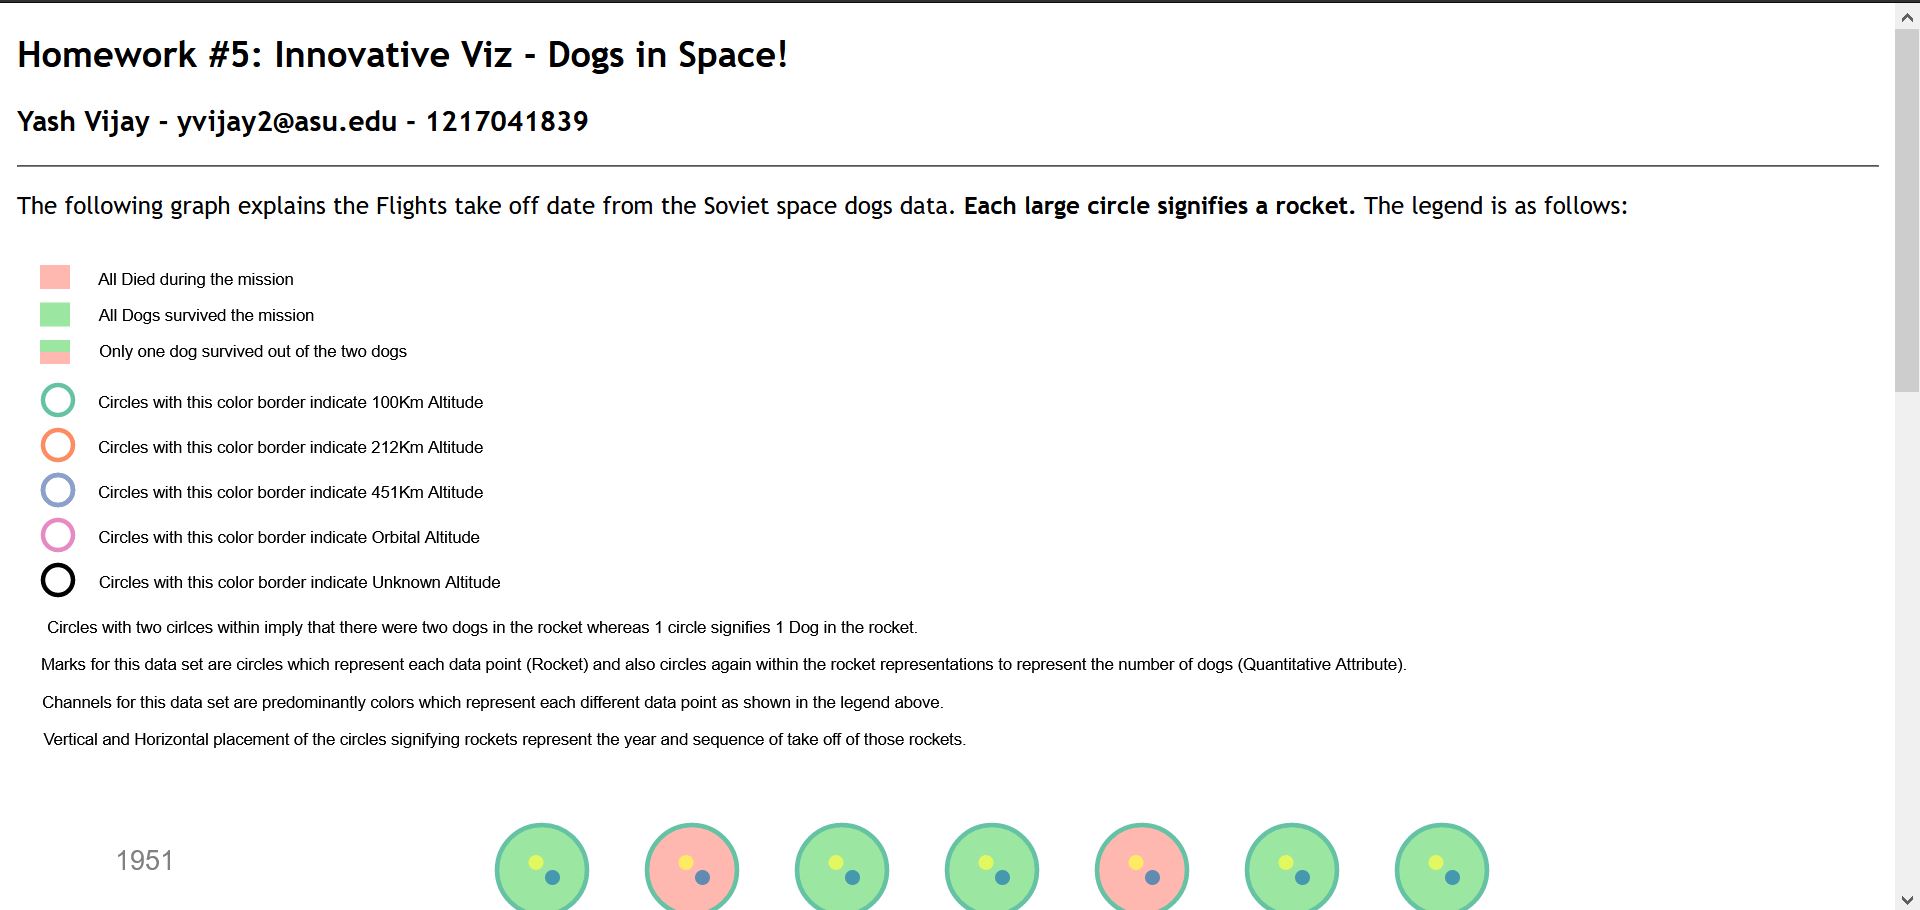 Homework #5: Innovative Viz - Dogs in Space!
Yash Vijay - yvijay2@asu.edu - 1217041839
The following graph explains the Flights take off date from the Soviet space dogs data. Each large circle signifies a rocket. The legend is as follows:
All Died during the mission
All Dogs survived the mission
Only one dog survived out of the two dogs
Circles with this color border indicate 100Km Altitude
Circles with this color border indicate 212Km Altitude
Circles with this color border indicate 451Km Altitude
Circles with this color border indicate Orbital Altitude
Circles with this color border indicate Unknown Altitude
Circles with two cirlces within imply that there were two dogs in the rocket whereas 1 circle signifies 1 Dog in the rocket.
Marks for this data set are circles which represent each data point (Rocket) and also circles again within the rocket representations to represent the number of dogs (Quantitative Attribute).
Channels for this data set are predominantly colors which represent each different data point as shown in the legend above.
Vertical and Horizontal placement of the circles signifying rockets represent the year and sequence of take off of those rockets.
1951